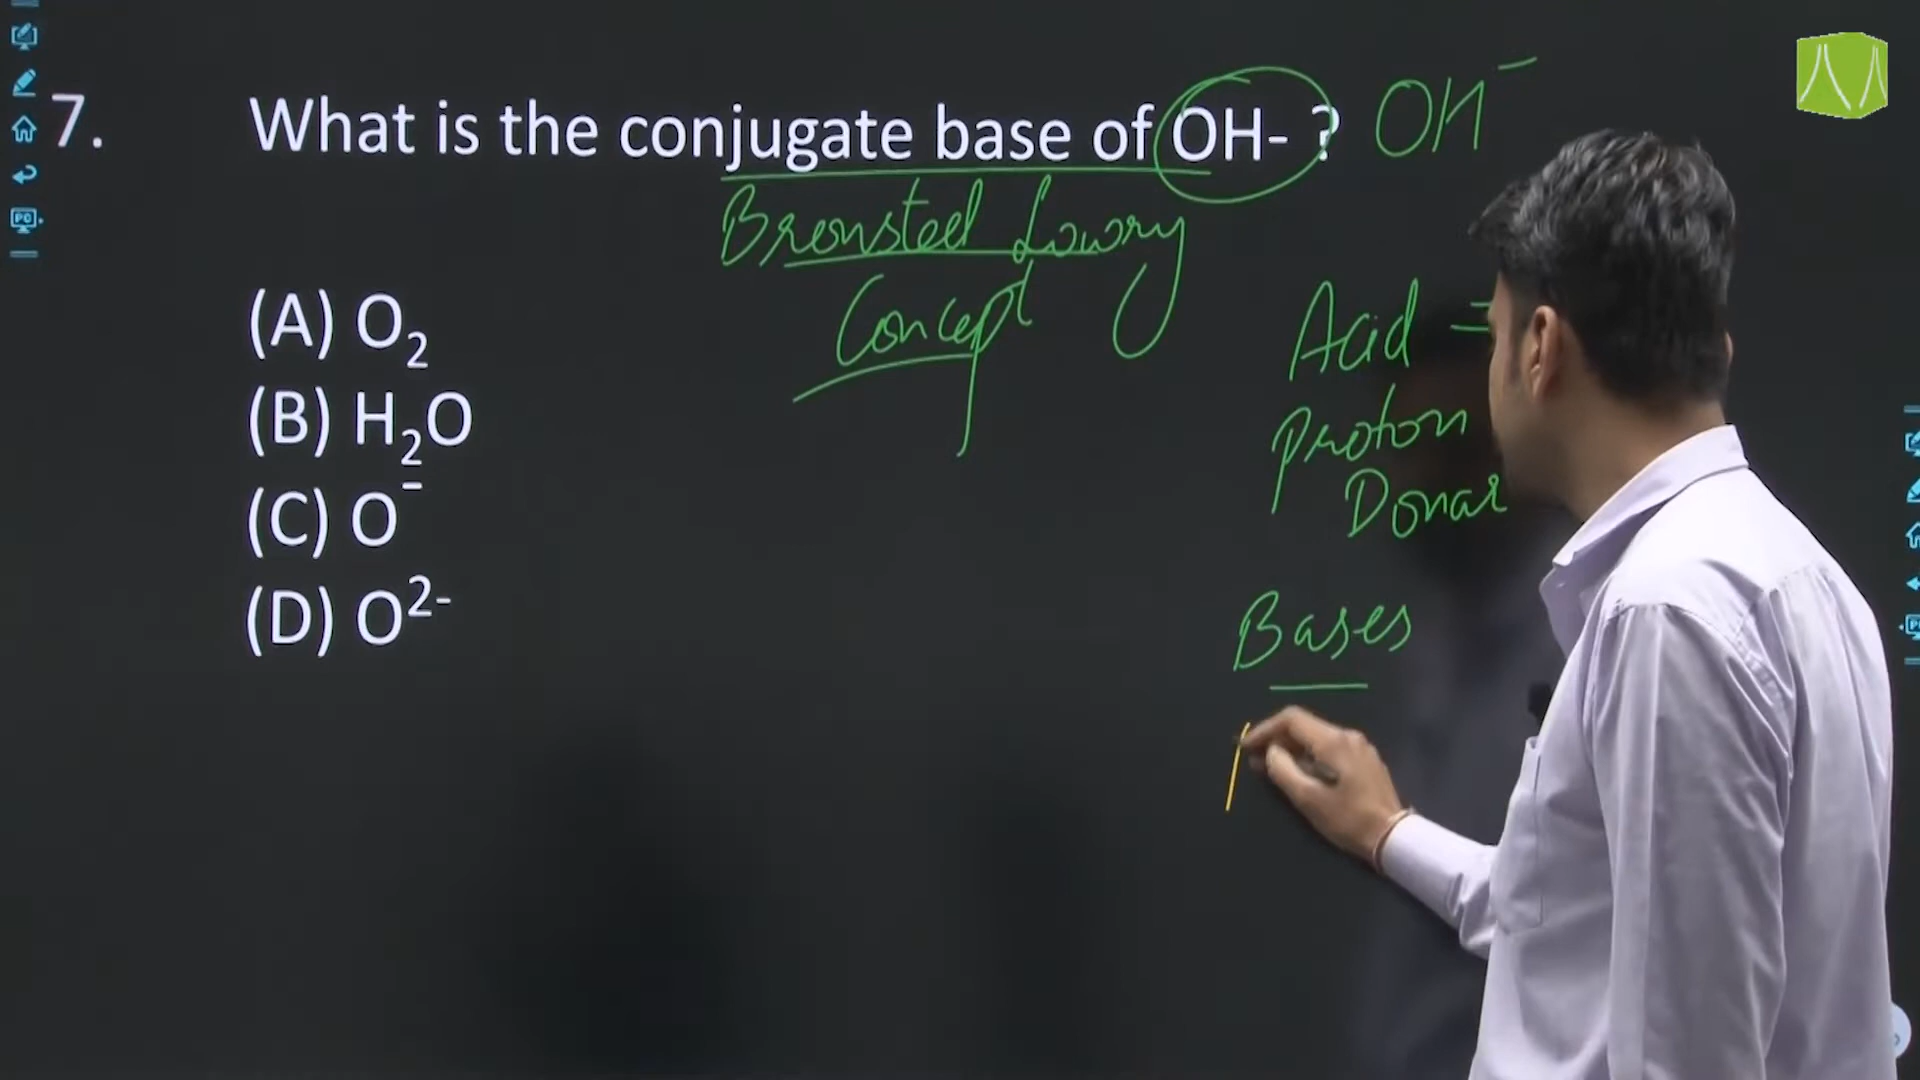 7. What is the conjugate base of OH- ? OH⁻
Bronsted Lowry
Concept
(A) O₂
(B) H₂O
(C) O⁻
(D) O²⁻
Acid =
Proton
Donar
Bases